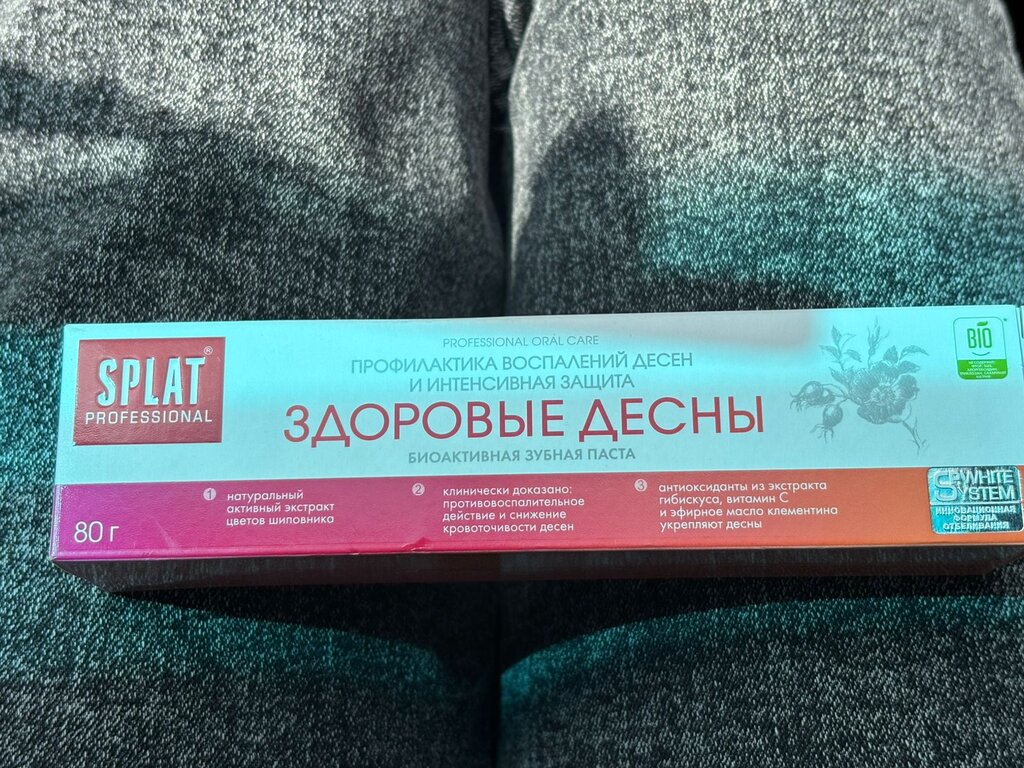 SPLAT®
PROFESSIONAL
PROFESSIONAL ORAL CARE
ПРОФИЛАКТИКА ВОСПАЛЕНИЙ ДЕСЕН
И ИНТЕНСИВНАЯ ЗАЩИТА
ЗДОРОВЫЕ ДЕСНЫ
БИОАКТИВНАЯ ЗУБНАЯ ПАСТА
BIO
80 г
1 натуральный
активный экстракт
цветов шиповника
2 клинически доказано:
противовоспалительное
действие и снижение
кровоточивости десен
3 антиоксиданты из экстракта
гибискуса, витамин С
и эфирное масло клементина
укрепляют десны
WHITE
SYSTEM
ИННОВАЦИОННАЯ
ФОРМУЛА
ОТБЕЛИВАНИЯ